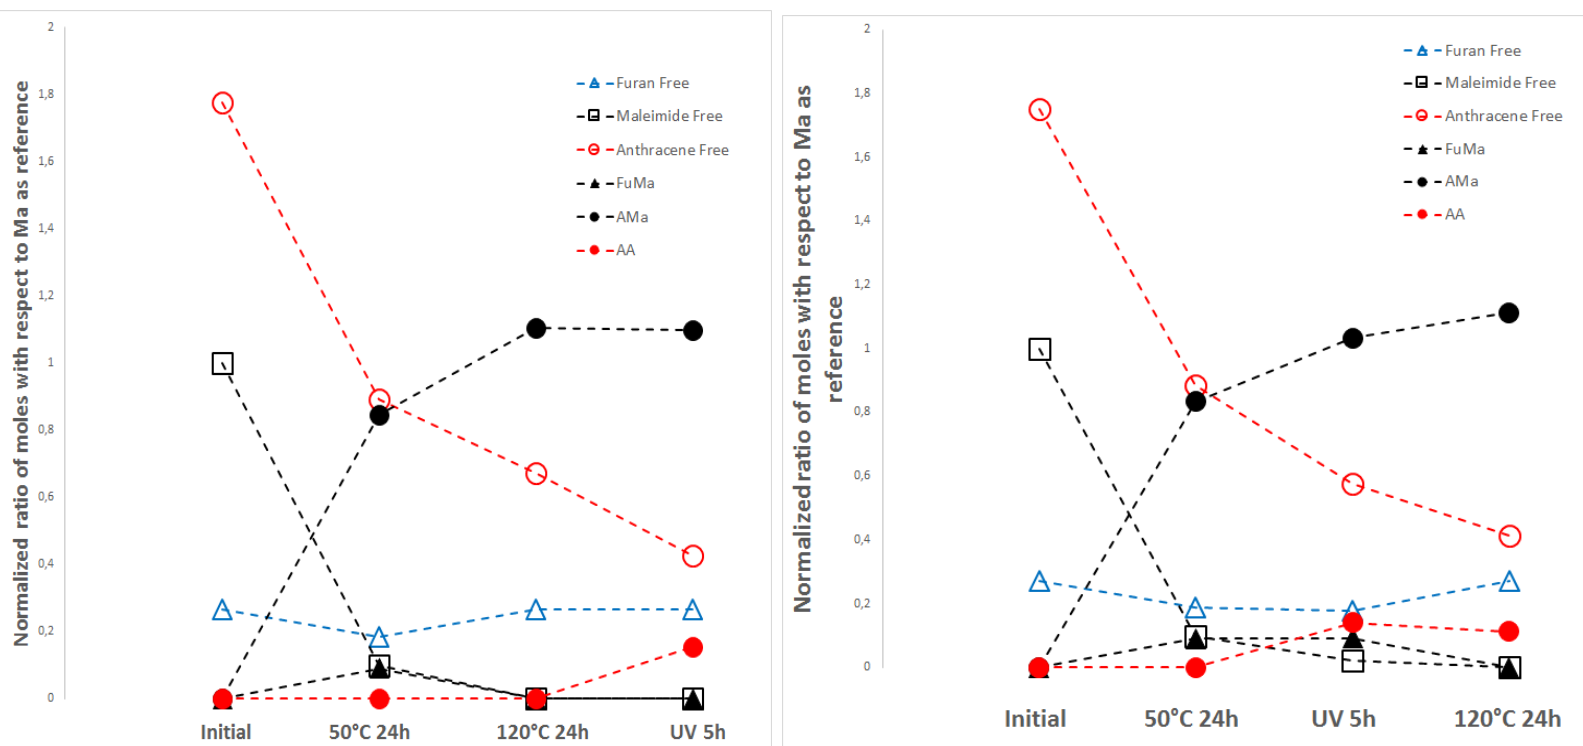 Normalized ratio of moles with respect to Ma as reference
2
1,8
1,6
1,4
1,2
1
0,8
0,6
0,4
0,2
0
Furan Free
Maleimide Free
Anthracene Free
FuMa
AMa
AA
Initial 50°C 24h 120°C 24h UV 5h
Normalized ratio of moles with respect to Ma as
reference
2
1,8
1,6
1,4
1,2
1
0,8
0,6
0,4
0,2
0
Furan Free
Maleimide Free
Anthracene Free
FuMa
AMa
AA
Initial 50°C 24h UV 5h 120°C 24h